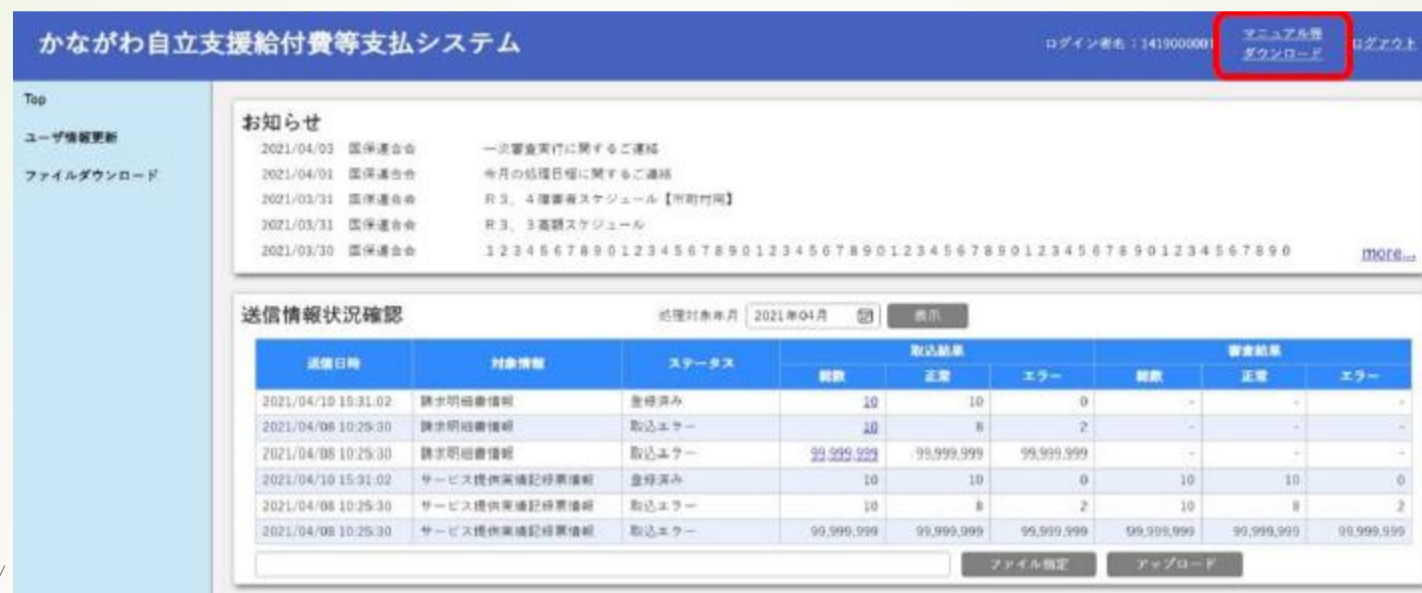 かながわ自立支援給付費等支払システム
ログイン者名：1419000001
マニュアル等
ダウンロード
ログアウト
Top
ユーザ情報更新
ファイルダウンロード
お知らせ
2021/04/03 国保連合会 一次審査実行に関するご連絡
2021/04/01 国保連合会 今月の処理日程に関するご連絡
2021/03/31 国保連合会 Ｒ３．４障害者スケジュール【市町村用】
2021/03/31 国保連合会 Ｒ３．３高額スケジュール
2021/03/30 国保連合会 １２３４５６７８９０１２３４５６７８９０１２３４５６７８９０１２３４５６７８９０１２３４５６７８９０１２３４５６７８９０
more...
送信情報状況確認 処理対象年月 2021年04月 表示
送信日時 対象情報 ステータス 取込結果 審査結果
総数 正常 エラー 総数 正常 エラー
2021/04/10 15:31:02 請求明細書情報 登録済み 10 10 0 - - -
2021/04/08 10:25:30 請求明細書情報 取込エラー 10 8 2 - - -
2021/04/08 10:25:30 請求明細書情報 取込エラー 99,999,999 99,999,999 99,999,999 - - -
2021/04/10 15:31:02 サービス提供実績記録票情報 登録済み 10 10 0 10 10 0
2021/04/08 10:25:30 サービス提供実績記録票情報 取込エラー 10 8 2 10 8 2
2021/04/08 10:25:30 サービス提供実績記録票情報 取込エラー 99,999,999 99,999,999 99,999,999 99,999,999 99,999,999 99,999,999
ファイル指定 アップロード